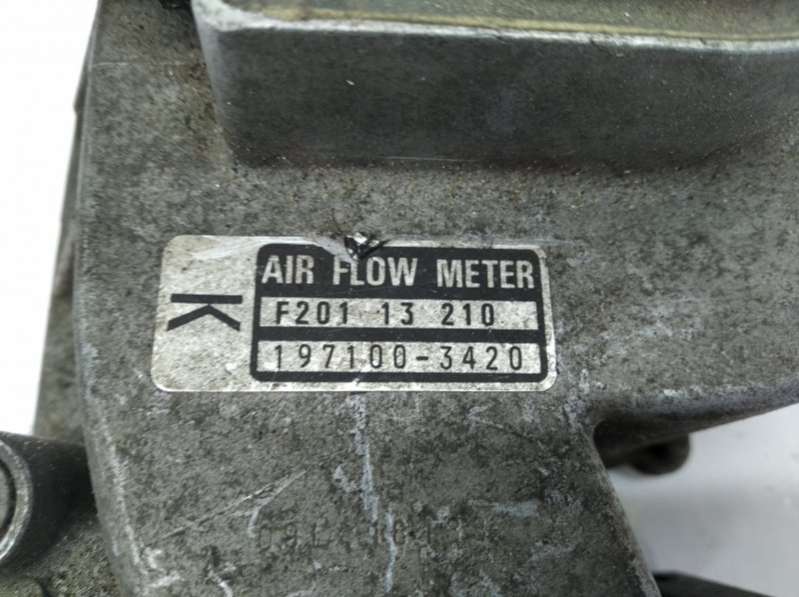 K
AIR FLOW METER
F201 13 210
197100-3420